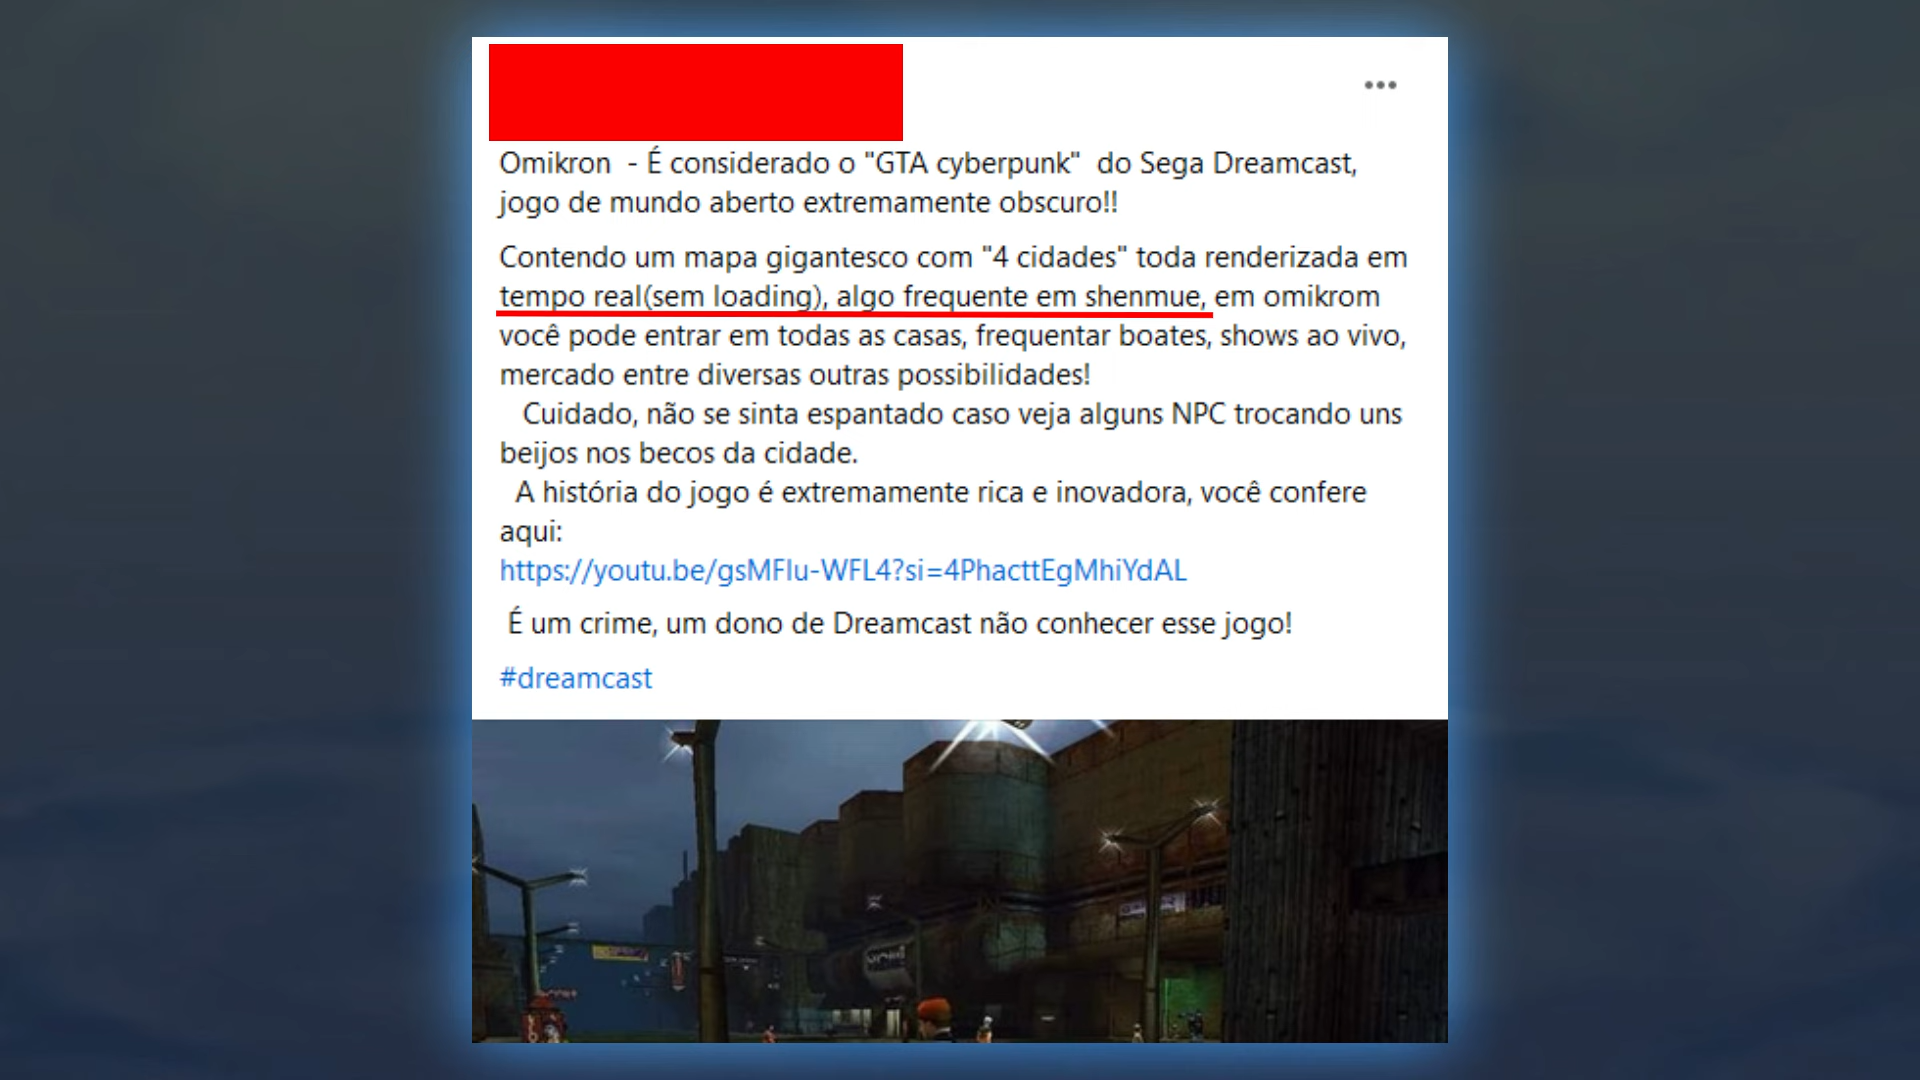 Omikron  - É considerado o "GTA cyberpunk"  do Sega Dreamcast,
jogo de mundo aberto extremamente obscuro!!
Contendo um mapa gigantesco com "4 cidades" toda renderizada em
tempo real(sem loading), algo frequente em shenmue, em omikrom
você pode entrar em todas as casas, frequentar boates, shows ao vivo,
mercado entre diversas outras possibilidades!
Cuidado, não se sinta espantado caso veja alguns NPC trocando uns
beijos nos becos da cidade.
A história do jogo é extremamente rica e inovadora, você confere
aqui:
https://youtu.be/gsMFlu-WFL4?si=4PhacttEgMhiYdAL
É um crime, um dono de Dreamcast não conhecer esse jogo!
#dreamcast